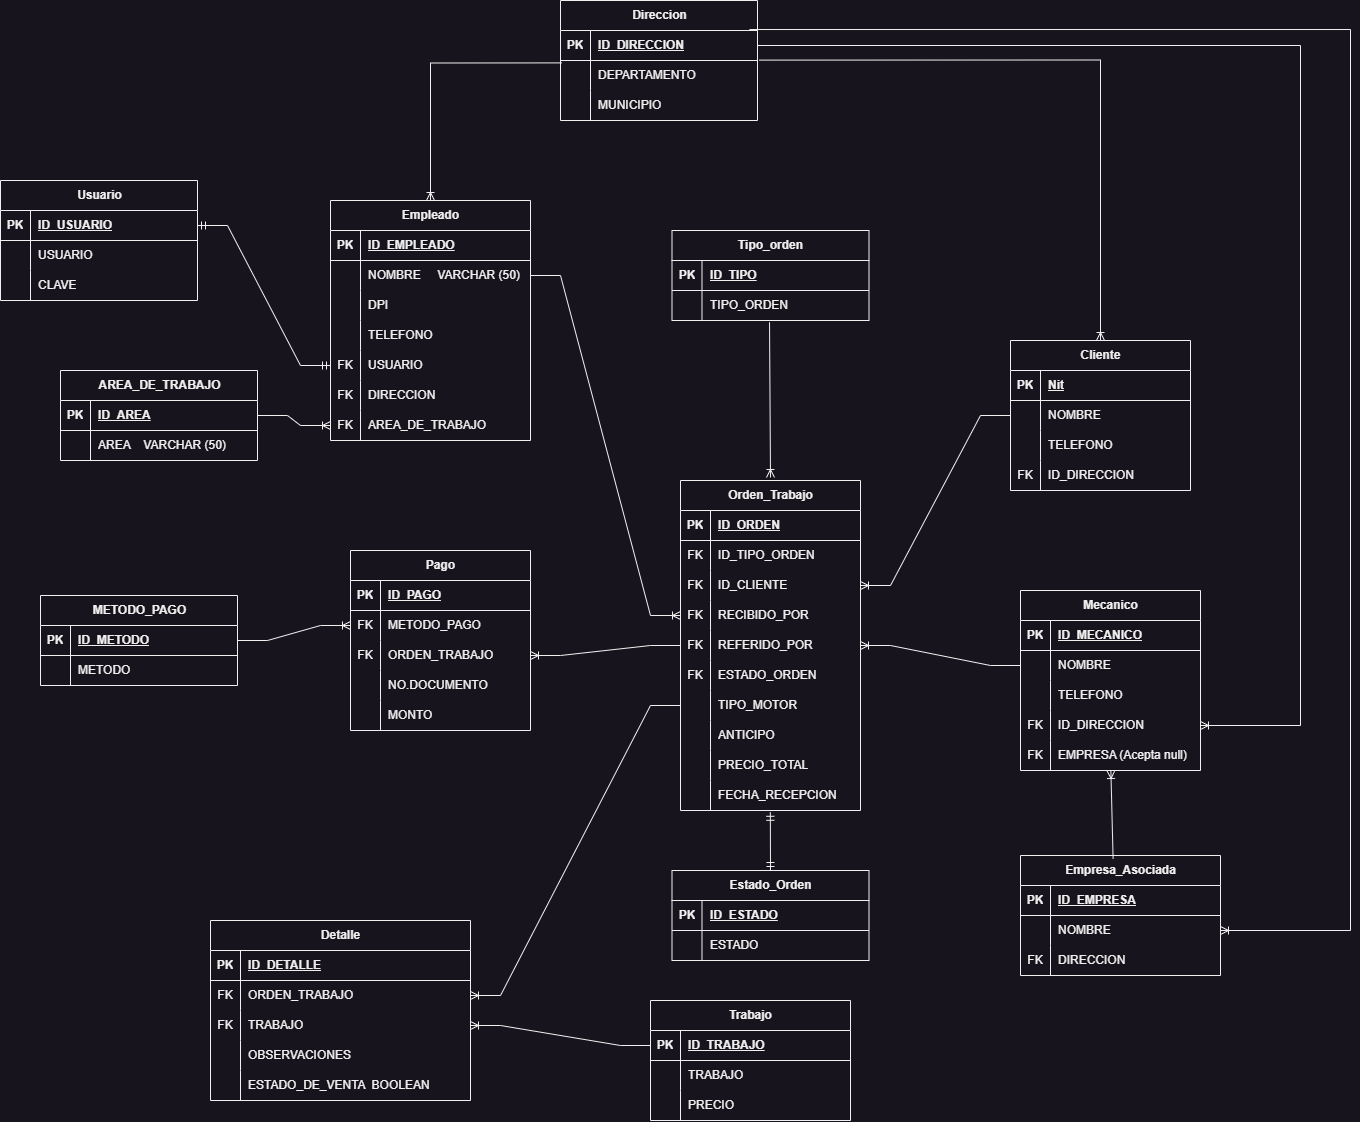 Direccion
PK ID_DIRECCION
DEPARTAMENTO
MUNICIPIO
Usuario
PK ID_USUARIO
USUARIO
CLAVE
Empleado
PK ID_EMPLEADO
NOMBRE VARCHAR (50)
DPI
TELEFONO
FK USUARIO
FK DIRECCION
FK AREA_DE_TRABAJO
Tipo_orden
PK ID_TIPO
TIPO_ORDEN
AREA_DE_TRABAJO
PK ID_AREA
AREA VARCHAR (50)
Cliente
PK Nit
NOMBRE
TELEFONO
FK ID_DIRECCION
Orden_Trabajo
PK ID_ORDEN
FK ID_TIPO_ORDEN
FK ID_CLIENTE
FK RECIBIDO_POR
FK REFERIDO_POR
FK ESTADO_ORDEN
TIPO_MOTOR
ANTICIPO
PRECIO_TOTAL
FECHA_RECEPCION
Pago
PK ID_PAGO
FK METODO_PAGO
FK ORDEN_TRABAJO
NO.DOCUMENTO
MONTO
METODO_PAGO
PK ID_METODO
METODO
Mecanico
PK ID_MECANICO
NOMBRE
TELEFONO
FK ID_DIRECCION
FK EMPRESA (Acepta null)
Empresa_Asociada
PK ID_EMPRESA
NOMBRE
FK DIRECCION
Estado_Orden
PK ID_ESTADO
ESTADO
Detalle
PK ID_DETALLE
FK ORDEN_TRABAJO
FK TRABAJO
OBSERVACIONES
ESTADO_DE_VENTA BOOLEAN
Trabajo
PK ID_TRABAJO
TRABAJO
PRECIO